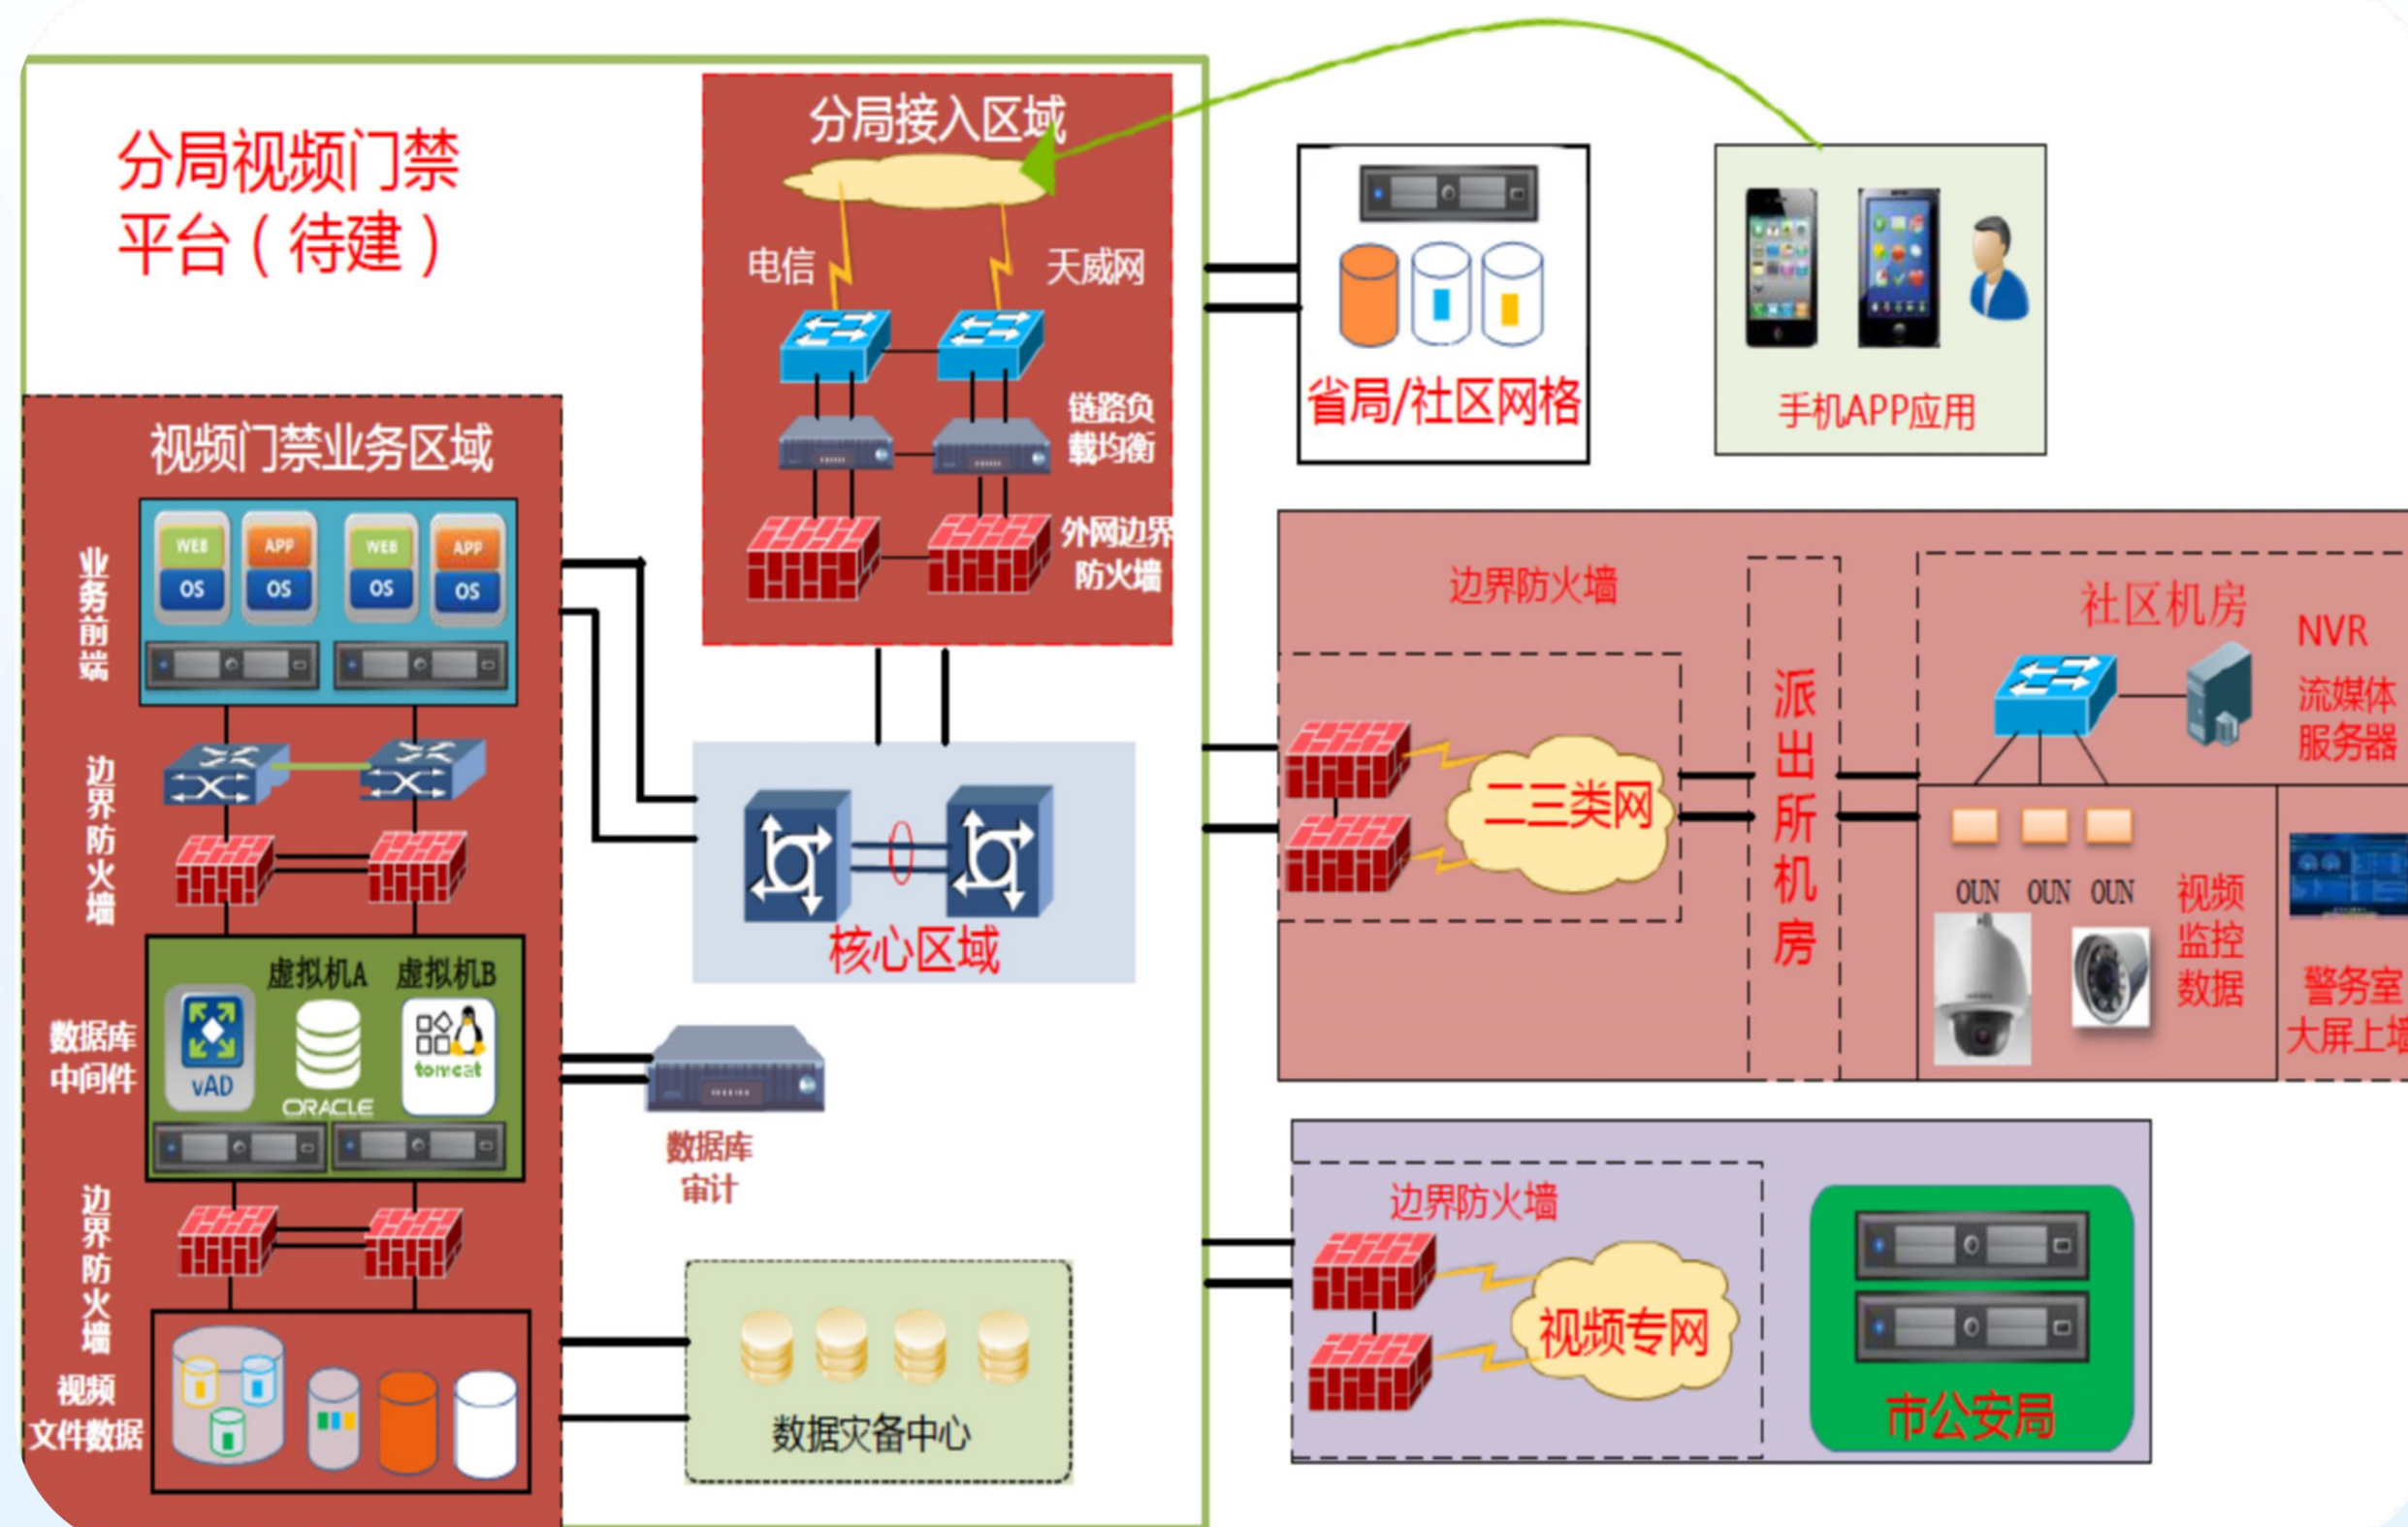 分局视频门禁
平台（待建）
分局接入区域
电信
天威网
链路负
载均衡
外网边界
防火墙
省局/社区网格
手机APP应用
视频门禁业务区域
业务前端
WEB
OS
APP
OS
WEB
OS
APP
OS
边界防火墙
数据库
中间件
虚拟机A
虚拟机B
vAD
ORACLE
tomcat
边界防火墙
视频
文件数据
核心区域
数据库
审计
数据灾备中心
边界防火墙
二三类网
派出所机房
社区机房
NVR
流媒体
服务器
OUN
OUN
OUN
视频
监控
数据
警务室
大屏上墙
边界防火墙
视频专网
市公安局